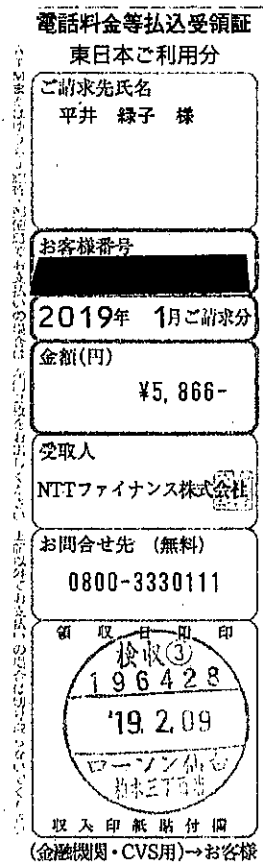 電話料金等払込受領証
東日本ご利用分
ご請求先氏名
平井 緑子 様
お客様番号
2019年 1月ご請求分
金額(円)
¥5,866-
受取人
NTTファイナンス株式会社
お問合せ先 (無料)
0800-3330111
領収日附印
検収③
196428
'19.2.09
ローソン仙台
収入印紙貼付欄
(金融機関・CVS用)→お客様